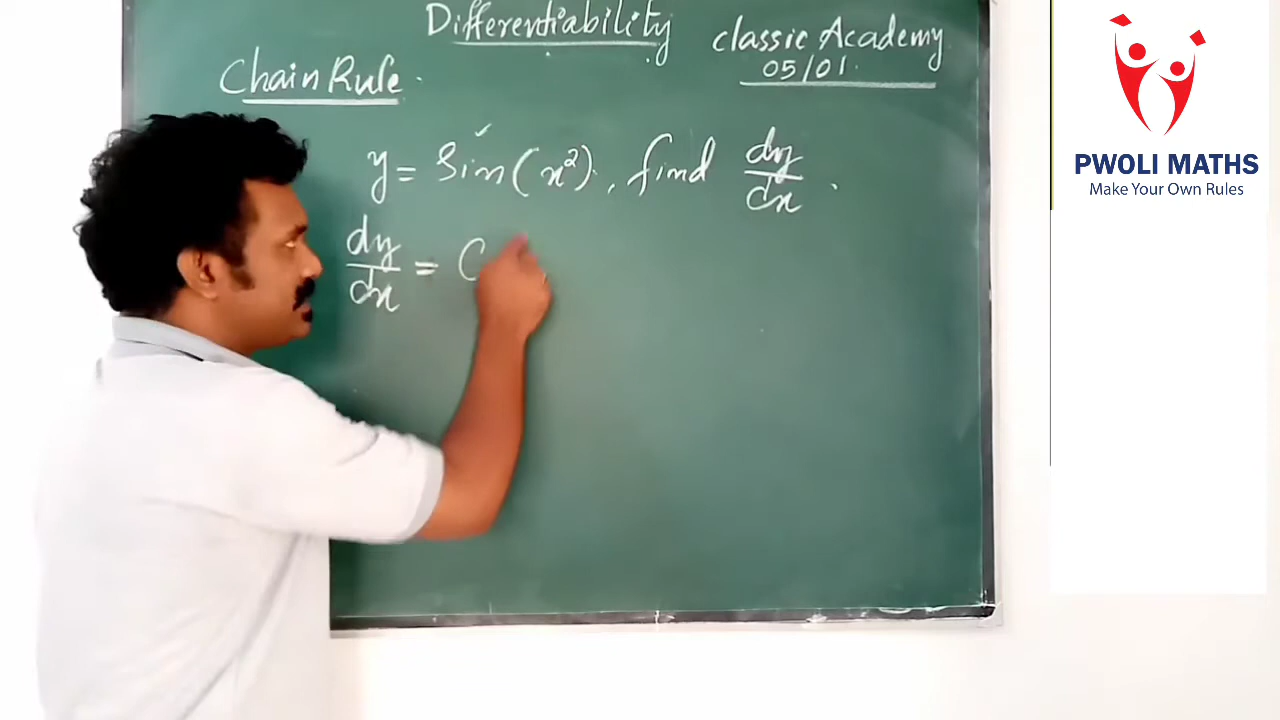 Differentiability
classic Academy
05/01.
Chain Rule.
y = Sin(x²). , find dy/dx .
dy/dx = C
PWOLI MATHS
Make Your Own Rules